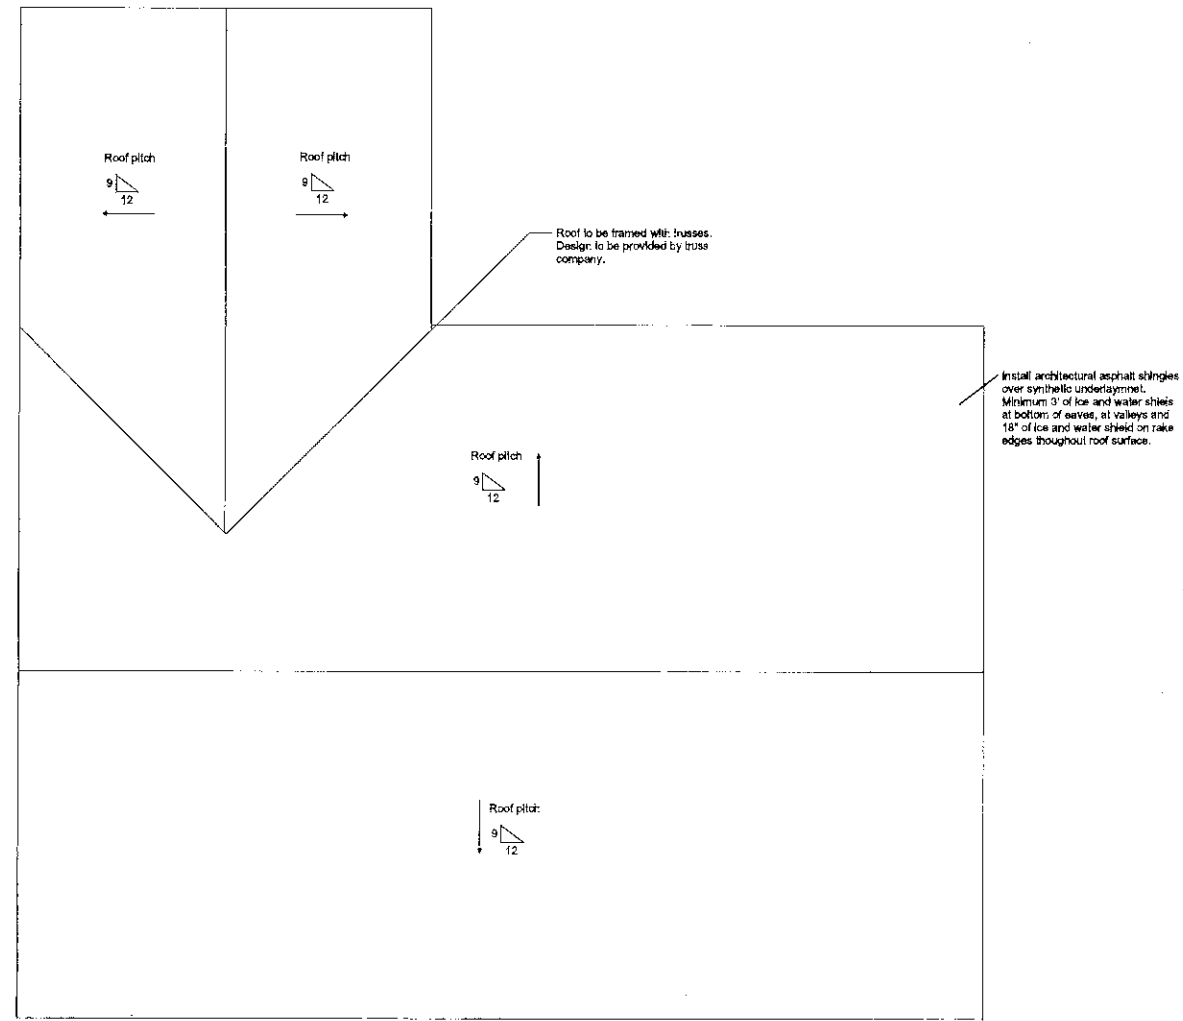 Roof pitch
9
12
Roof pitch
9
12
Roof to be framed with trusses.
Design to be provided by truss
company.
Install architectural asphalt shingles
over synthetic underlaymnet.
Minimum 3' of ice and water shiels
at bottom of eaves, at valleys and
18" of ice and water shield on rake
edges thoughout roof surface.
Roof pitch
9
12
Roof pitch
9
12